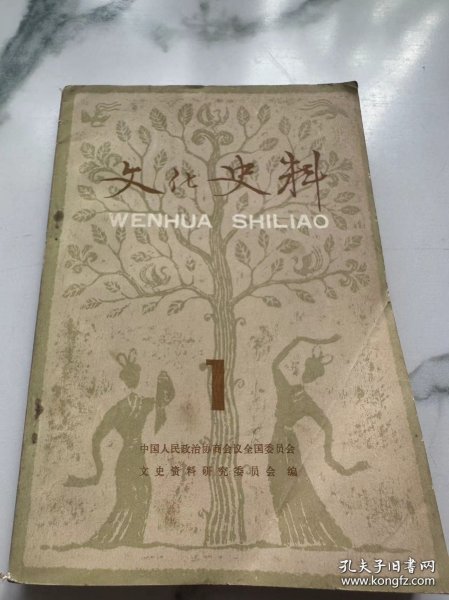 文化史料
WENHUA SHILIAO
1
中国人民政治协商会议全国委员会
文史资料研究委员会 编
孔夫子旧书网
www.kongfz.com